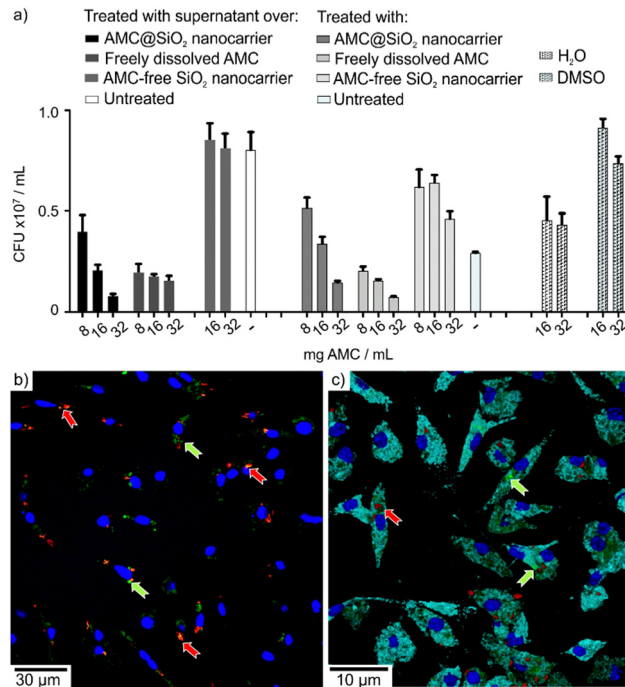 a)
Treated with supernatant over:
AMC@SiO₂ nanocarrier
Freely dissolved AMC
AMC-free SiO₂ nanocarrier
Untreated
Treated with:
AMC@SiO₂ nanocarrier
Freely dissolved AMC
AMC-free SiO₂ nanocarrier
Untreated
H₂O
DMSO
CFU x10⁷ / mL
1.0
0.5
0
8 16 32 8 16 32 16 32 - 8 16 32 8 16 32 8 16 32 - 16 32 16 32
mg AMC / mL
b)
30 µm
c)
10 µm